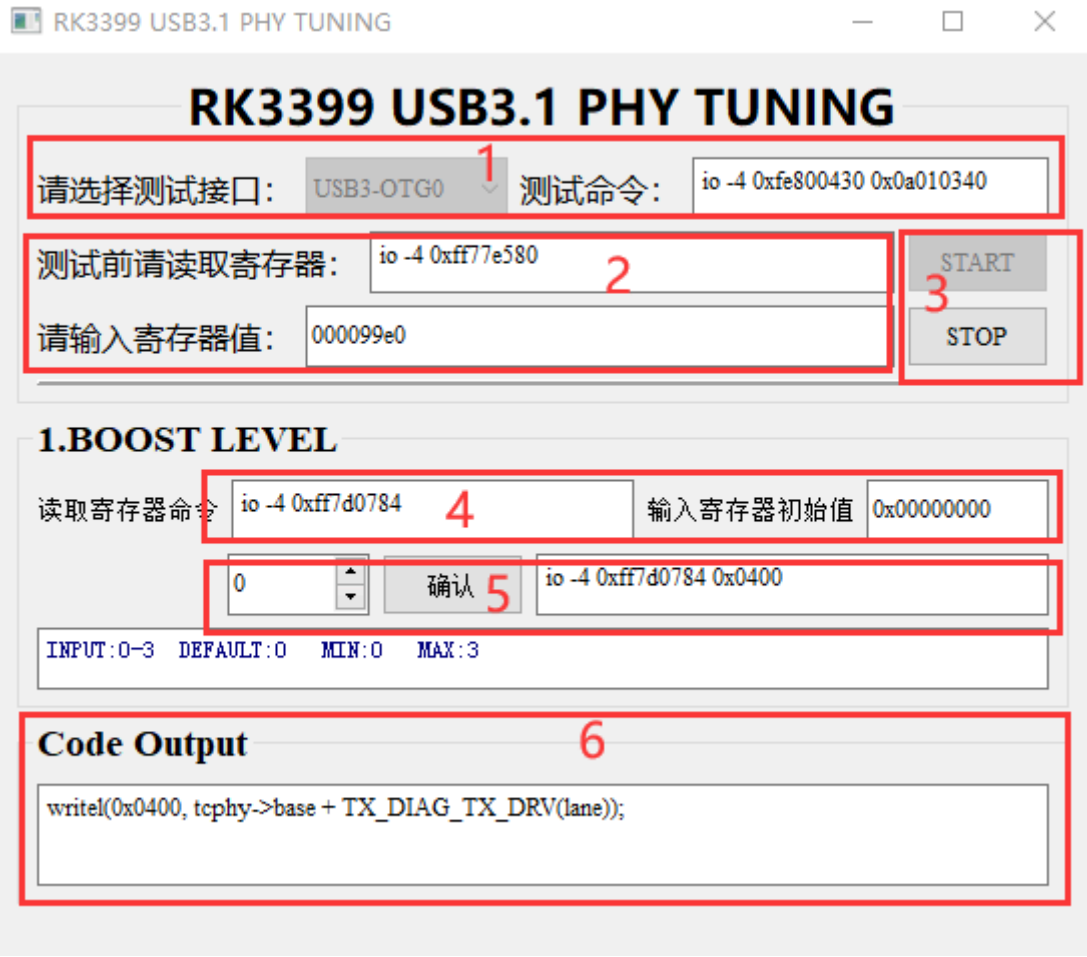 RK3399 USB3.1 PHY TUNING
RK3399 USB3.1 PHY TUNING
1
请选择测试接口： USB3-OTG0 测试命令： io -4 0xfe800430 0x0a010340
测试前请读取寄存器： io -4 0xff77e580 2 START
3
请输入寄存器值： 000099e0 STOP
1.BOOST LEVEL
读取寄存器命令 io -4 0xff7d0784 4 输入寄存器初始值 0x00000000
0 确认 5 io -4 0xff7d0784 0x0400
INPUT:0-3 DEFAULT:0 MIN:0 MAX:3
Code Output 6
writel(0x0400, tcphy->base + TX_DIAG_TX_DRV(lane));